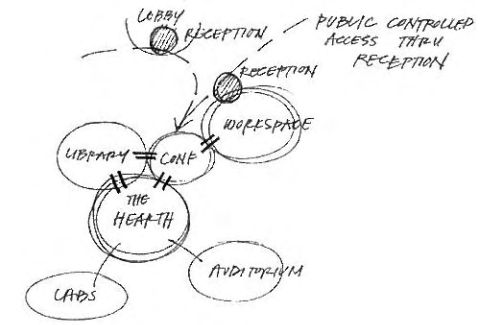 LOBBY
RECEPTION
PUBLIC CONTROLLED
ACCESS THRU
RECEPTION
RECEPTION
WORKSPACE
LIBRARY
CONF
THE
HEARTH
AUDITORIUM
LABS